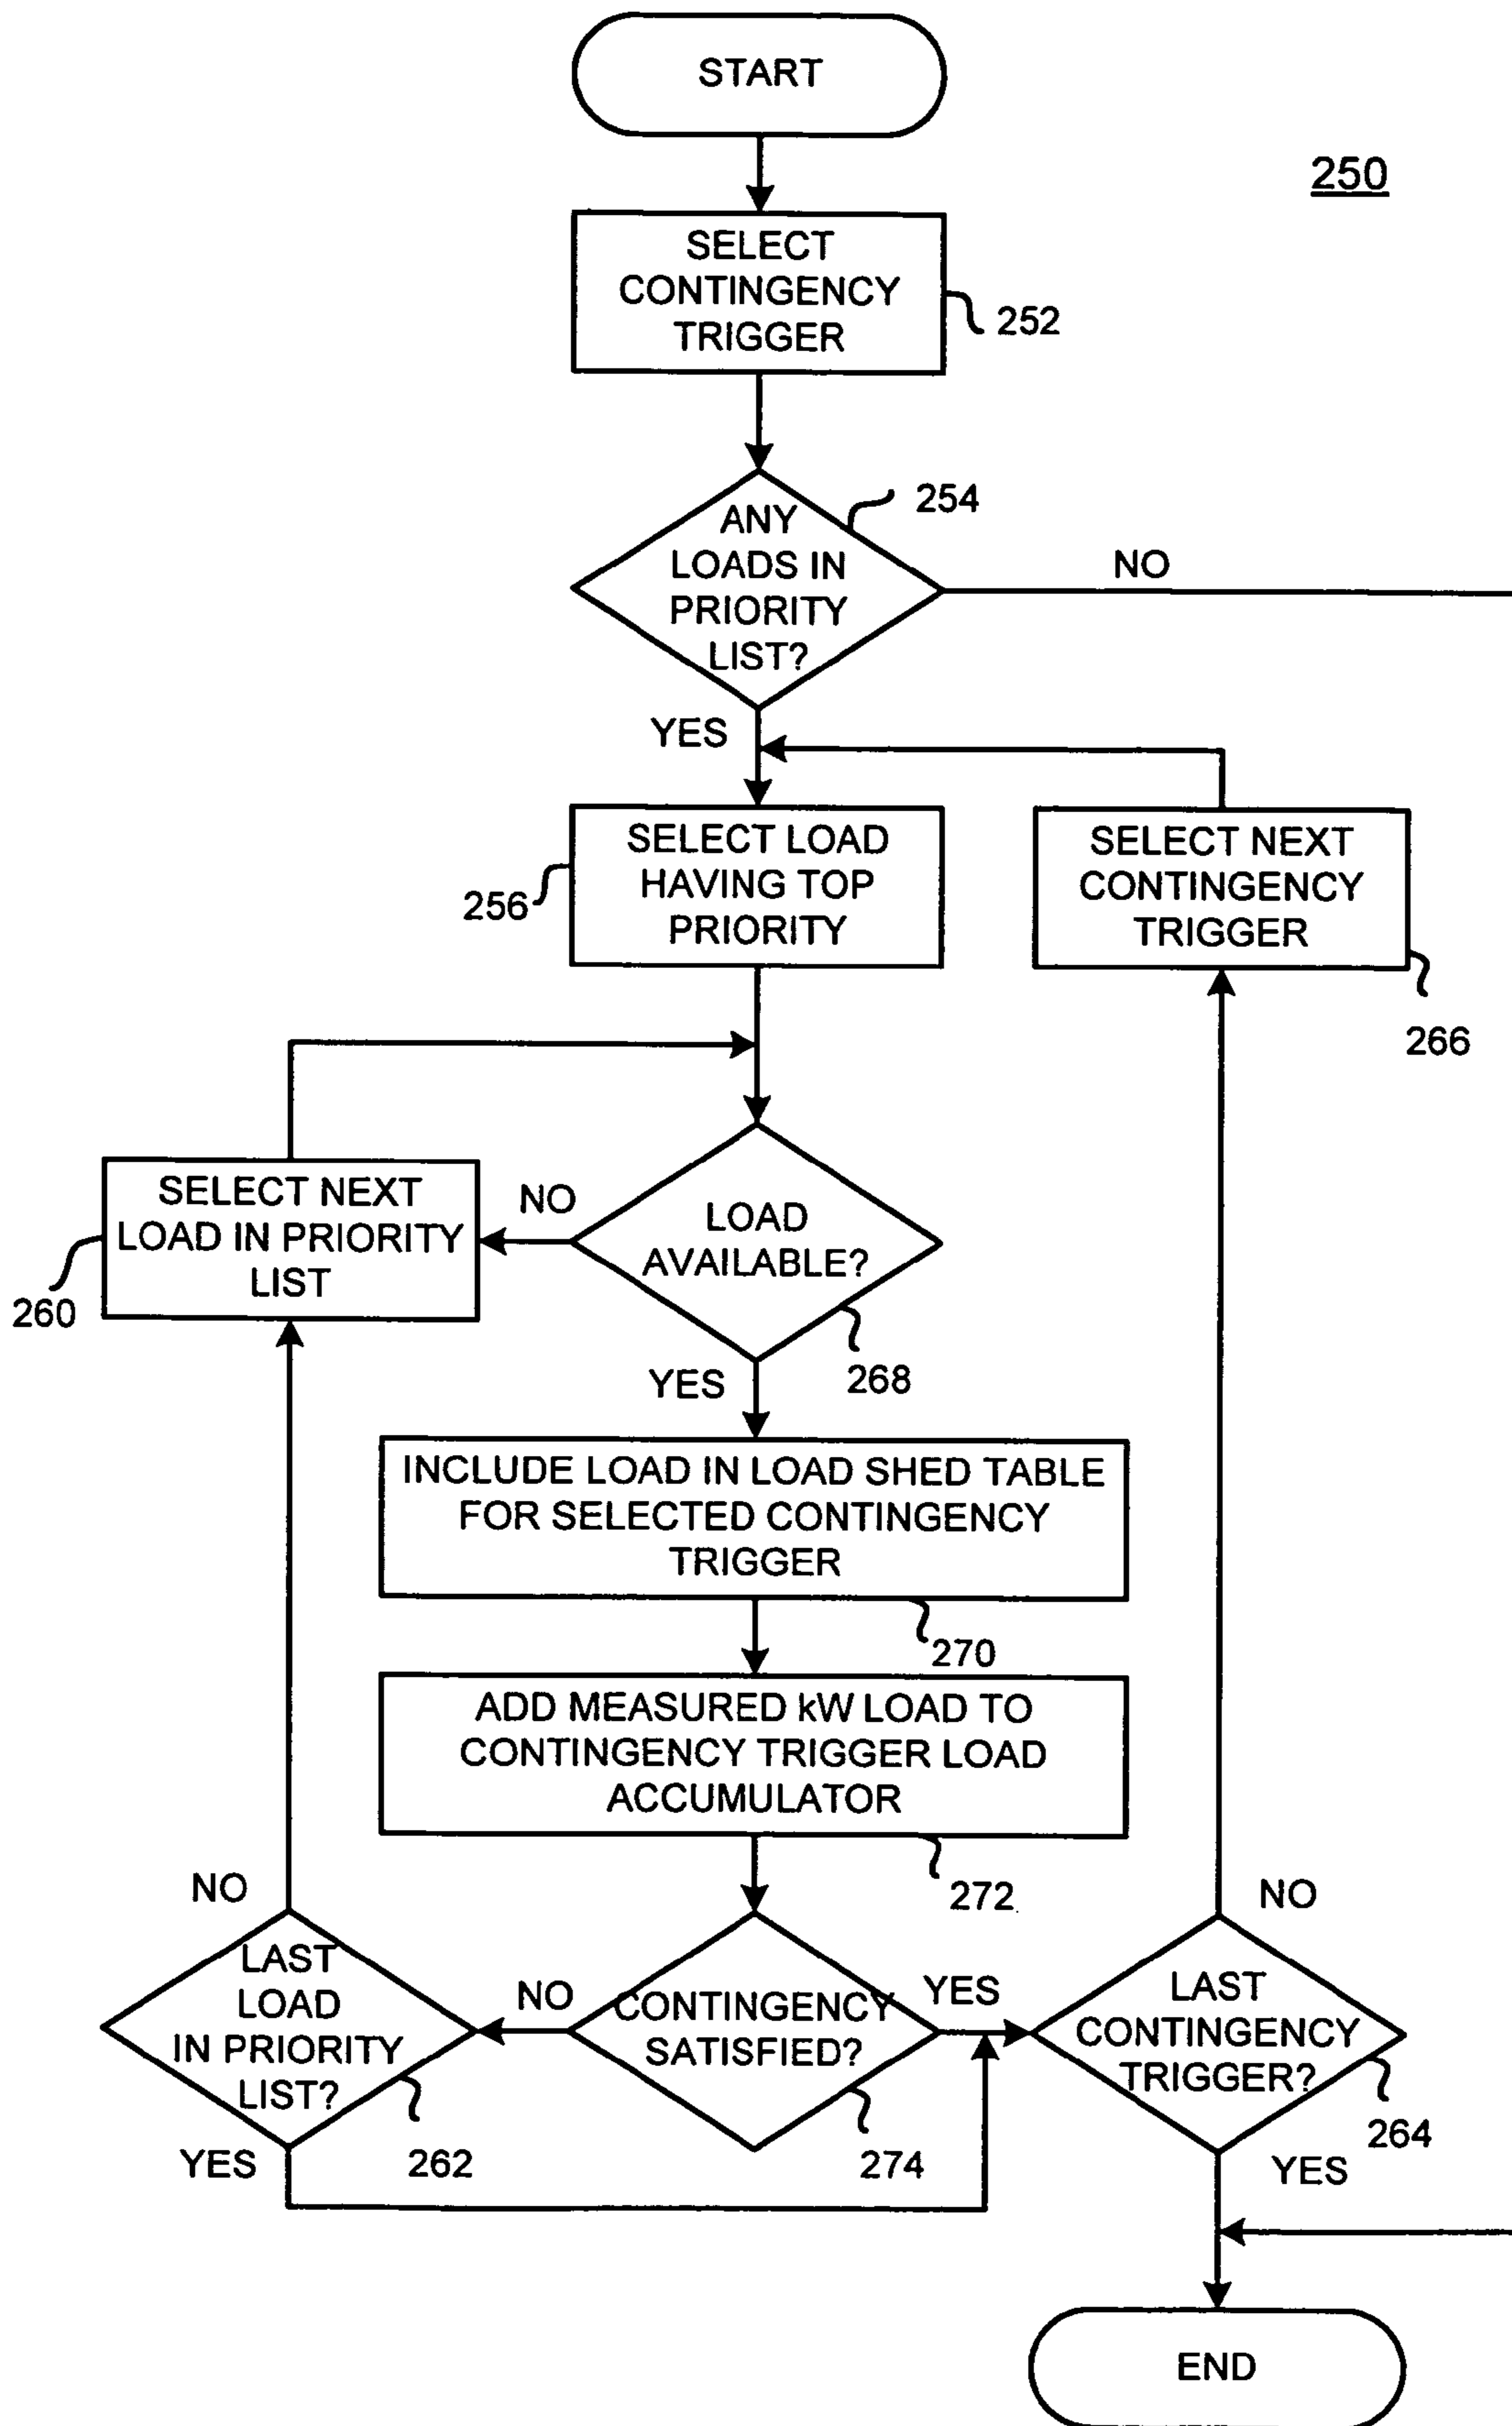 START
250
SELECT
CONTINGENCY
TRIGGER
252
254
ANY
LOADS IN
PRIORITY
LIST?
NO
YES
SELECT LOAD
HAVING TOP
PRIORITY
256
SELECT NEXT
CONTINGENCY
TRIGGER
266
SELECT NEXT
LOAD IN PRIORITY
LIST
260
NO
LOAD
AVAILABLE?
268
YES
INCLUDE LOAD IN LOAD SHED TABLE
FOR SELECTED CONTINGENCY
TRIGGER
270
ADD MEASURED kW LOAD TO
CONTINGENCY TRIGGER LOAD
ACCUMULATOR
272
NO
NO
LAST
LOAD
IN PRIORITY
LIST?
262
YES
NO
CONTINGENCY
SATISFIED?
274
YES
LAST
CONTINGENCY
TRIGGER?
264
YES
END